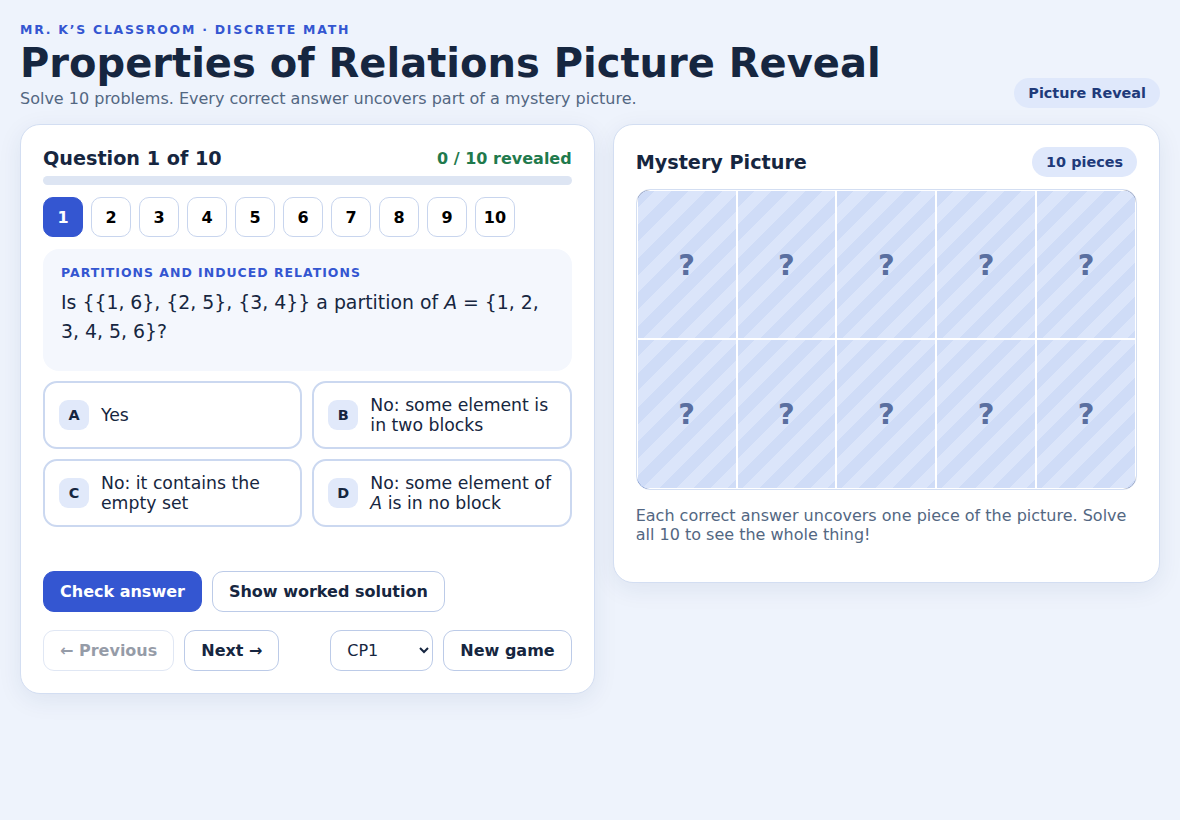 MR. K’S CLASSROOM · DISCRETE MATH
Properties of Relations Picture Reveal
Solve 10 problems. Every correct answer uncovers part of a mystery picture.
Picture Reveal
Question 1 of 10
0 / 10 revealed
1 2 3 4 5 6 7 8 9 10
PARTITIONS AND INDUCED RELATIONS
Is {{1, 6}, {2, 5}, {3, 4}} a partition of A = {1, 2,
3, 4, 5, 6}?
A Yes
B No: some element is
in two blocks
C No: it contains the
empty set
D No: some element of
A is in no block
Check answer
Show worked solution
← Previous
Next →
CP1
New game
Mystery Picture
10 pieces
? ? ? ? ?
? ? ? ? ?
Each correct answer uncovers one piece of the picture. Solve
all 10 to see the whole thing!